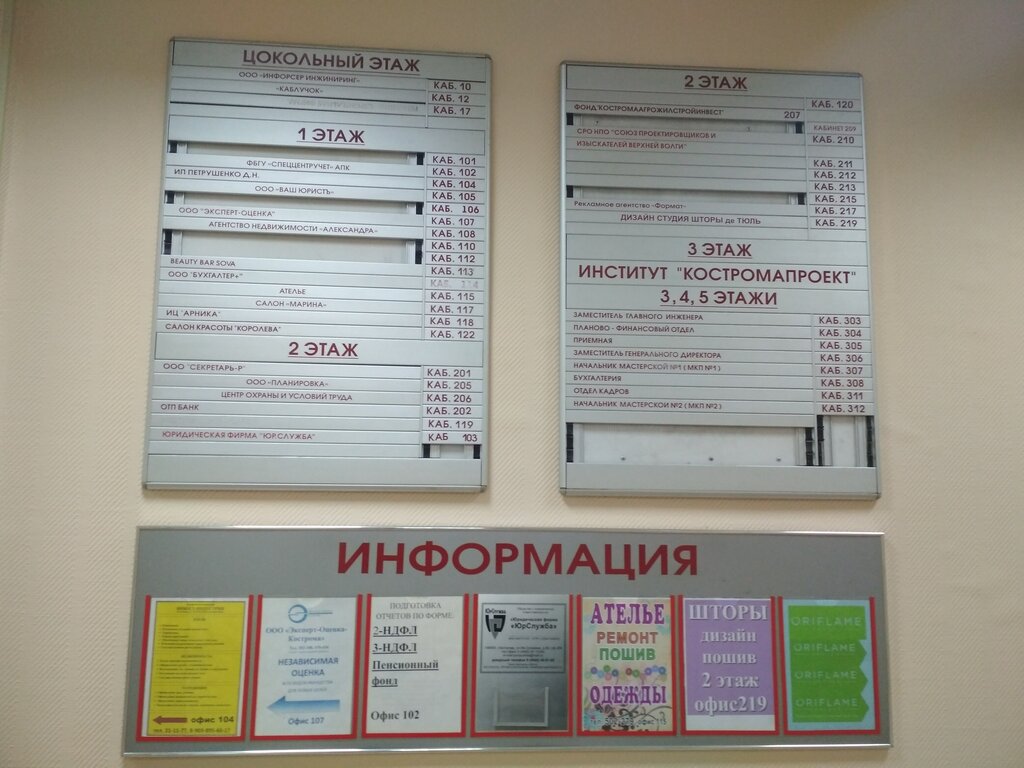 ЦОКОЛЬНЫЙ ЭТАЖ
ООО «ИНФОРСЕР ИНЖИНИРИНГ»
КАБ. 10
«КАБЛУЧОК»
КАБ. 12
КАБ. 17
1 ЭТАЖ
КАБ. 101
ФБГУ «СПЕЦЦЕНТРУЧЕТ» АПК
КАБ. 102
ИП ПЕТРУШЕНКО Д.Н.
КАБ. 104
ООО «ВАШ ЮРИСТЪ»
КАБ. 105
КАБ. 106
ООО "ЭКСПЕРТ-ОЦЕНКА"
КАБ. 107
АГЕНТСТВО НЕДВИЖИМОСТИ «АЛЕКСАНДРА»
КАБ. 108
КАБ. 110
КАБ. 112
BEAUTY BAR SOVA
КАБ. 113
ООО "БУХГАЛТЕР+"
КАБ. 114
АТЕЛЬЕ
КАБ. 115
САЛОН «МАРИНА»
КАБ. 117
ИЦ "АРНИКА"
КАБ. 118
САЛОН КРАСОТЫ "КОРОЛЕВА"
КАБ. 122
2 ЭТАЖ
ООО "СЕКРЕТАРЬ-Р"
КАБ. 201
ООО «ПЛАНИРОВКА»
КАБ. 205
ЦЕНТР ОХРАНЫ И УСЛОВИЙ ТРУДА
КАБ. 206
ОТП БАНК
КАБ. 202
КАБ. 119
ЮРИДИЧЕСКАЯ ФИРМА "ЮР.СЛУЖБА"
КАБ 103
2 ЭТАЖ
КАБ. 120
ФОНД"КОСТРОМААГРОЖИЛСТРОЙИНВЕСТ"
207
КАБИНЕТ 209
СРО НПО "СОЮЗ ПРОЕКТИРОВЩИКОВ И
КАБ. 210
ИЗЫСКАТЕЛЕЙ ВЕРХНЕЙ ВОЛГИ"
КАБ. 211
КАБ. 212
КАБ. 213
КАБ. 215
Рекламное агентство «Формат»
КАБ. 217
ДИЗАЙН СТУДИЯ ШТОРЫ де ТЮЛЬ
КАБ. 219
3 ЭТАЖ
ИНСТИТУТ "КОСТРОМАПРОЕКТ"
3, 4, 5 ЭТАЖИ
ЗАМЕСТИТЕЛЬ ГЛАВНОГО ИНЖЕНЕРА
КАБ. 303
ПЛАНОВО - ФИНАНСОВЫЙ ОТДЕЛ
КАБ. 304
ПРИЕМНАЯ
КАБ. 305
ЗАМЕСТИТЕЛЬ ГЕНЕРАЛЬНОГО ДИРЕКТОРА
КАБ. 306
НАЧАЛЬНИК МАСТЕРСКОЙ №1 ( МКП №1 )
КАБ. 307
БУХГАЛТЕРИЯ
КАБ. 308
ОТДЕЛ КАДРОВ
КАБ. 311
НАЧАЛЬНИК МАСТЕРСКОЙ №2 ( МКП №2 )
КАБ. 312
ИНФОРМАЦИЯ
офис 104
ООО «Эксперт-Оценка-
Кострома»
НЕЗАВИСИМАЯ
ОЦЕНКА
Офис 107
ПОДГОТОВКА
ОТЧЕТОВ ПО ФОРМЕ:
2-НДФЛ
3-НДФЛ
Пенсионный
фонд
Офис 102
«Юридическая фирма
«ЮрСлужба»
АТЕЛЬЕ
РЕМОНТ
ПОШИВ
ОДЕЖДЫ
офис 115
ШТОРЫ
дизайн
пошив
2 этаж
офис219
ORIFLAME
ORIFLAME
ORIFLAME
ORIFLAME